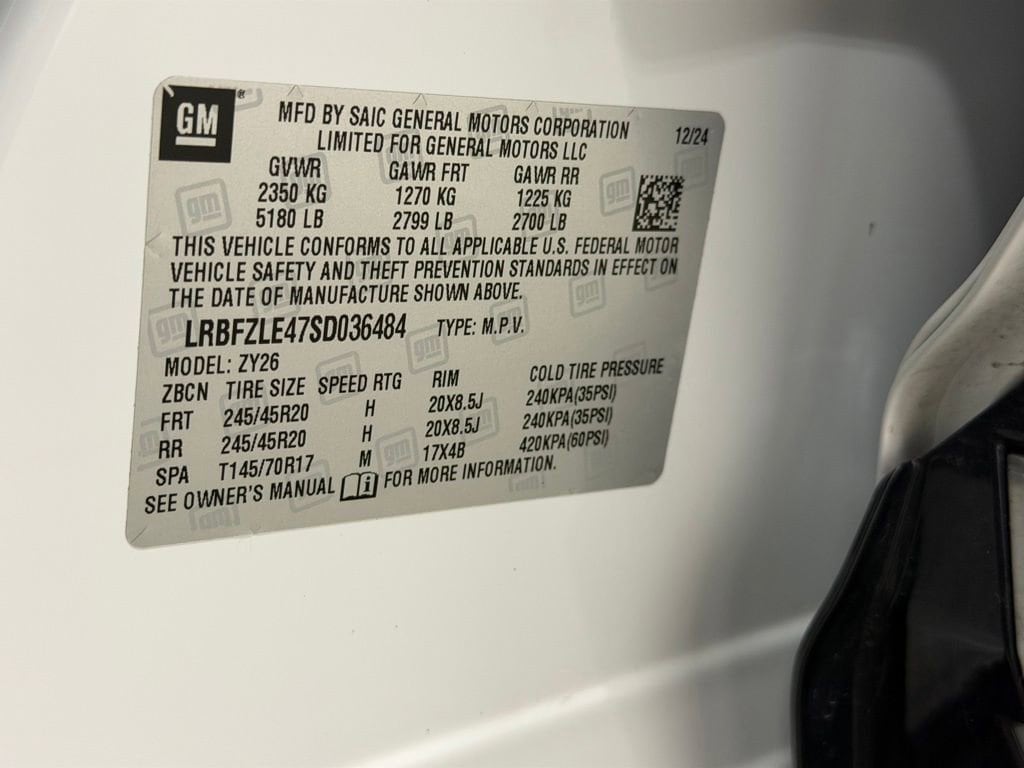 GM ®
MFD BY SAIC GENERAL MOTORS CORPORATION
LIMITED FOR GENERAL MOTORS LLC
12/24
GVWR GAWR FRT GAWR RR
2350 KG 1270 KG 1225 KG
5180 LB 2799 LB 2700 LB
THIS VEHICLE CONFORMS TO ALL APPLICABLE U.S. FEDERAL MOTOR
VEHICLE SAFETY AND THEFT PREVENTION STANDARDS IN EFFECT ON
THE DATE OF MANUFACTURE SHOWN ABOVE.
LRBFZLE47SD036484 TYPE: M.P.V.
MODEL: ZY26
ZBCN TIRE SIZE SPEED RTG RIM COLD TIRE PRESSURE
FRT 245/45R20 H 20X8.5J 240KPA(35PSI)
RR 245/45R20 H 20X8.5J 240KPA(35PSI)
SPA T145/70R17 M 17X4B 420KPA(60PSI)
SEE OWNER'S MANUAL i FOR MORE INFORMATION.